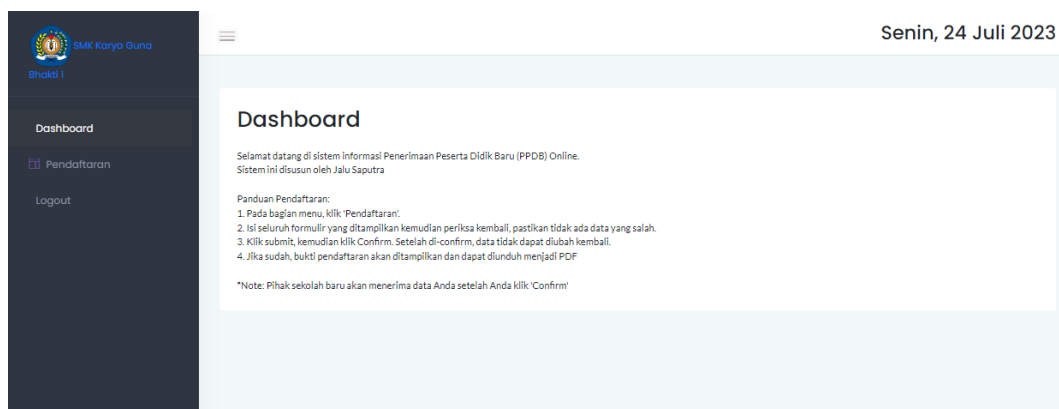 SMK Karya Guna
Bhakti 1
Senin, 24 Juli 2023
Dashboard
Pendaftaran
Logout
Dashboard
Selamat datang di sistem informasi Penerimaan Peserta Didik Baru (PPDB) Online.
Sistem ini disusun oleh Jalu Saputra
Panduan Pendaftaran:
1. Pada bagian menu, klik 'Pendaftaran'.
2. Isi seluruh formulir yang ditampilkan kemudian periksa kembali, pastikan tidak ada data yang salah.
3. Klik submit, kemudian klik Confirm. Setelah di-confirm, data tidak dapat diubah kembali.
4. Jika sudah, bukti pendaftaran akan ditampilkan dan dapat diunduh menjadi PDF
*Note: Pihak sekolah baru akan menerima data Anda setelah Anda klik 'Confirm'